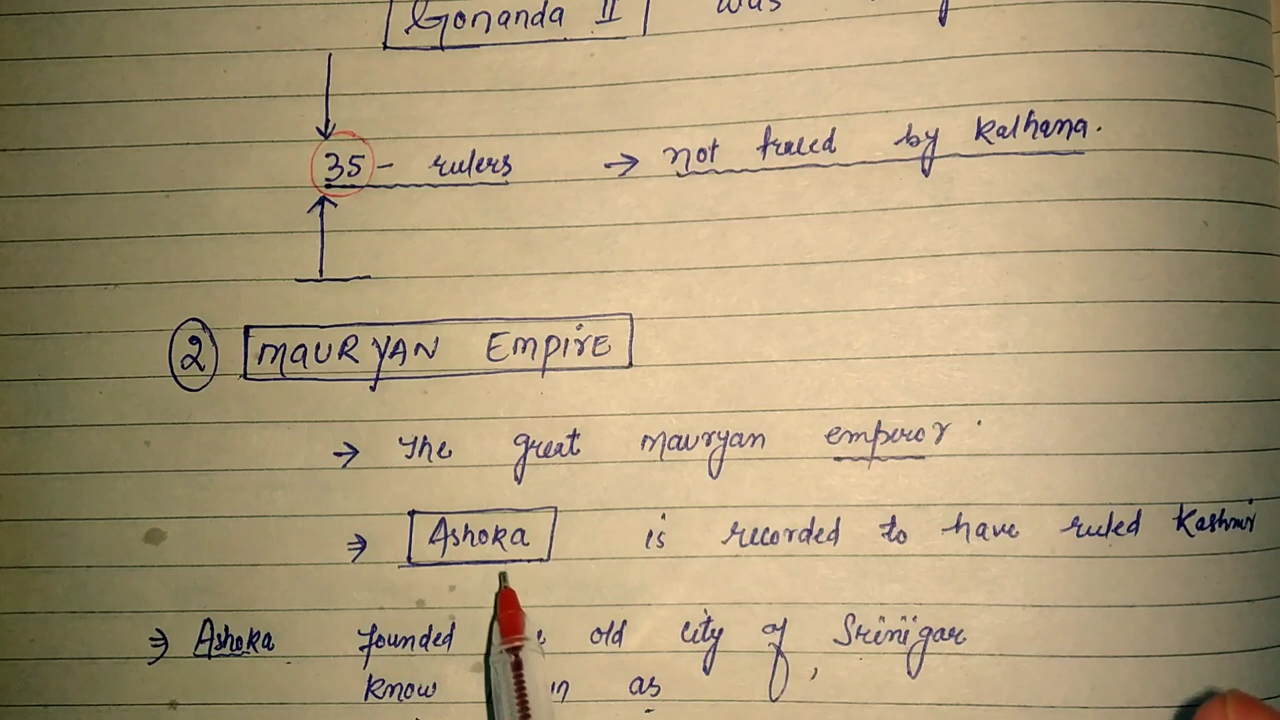 Gonanda II was
35 - rulers → not traced by Kalhana.
② MAURYAN EMPIRE
→ The great mauryan emperor.
⇒ Ashoka is recorded to have ruled Kashmir
⇒ Ashoka founded old city of Srinigar
know as